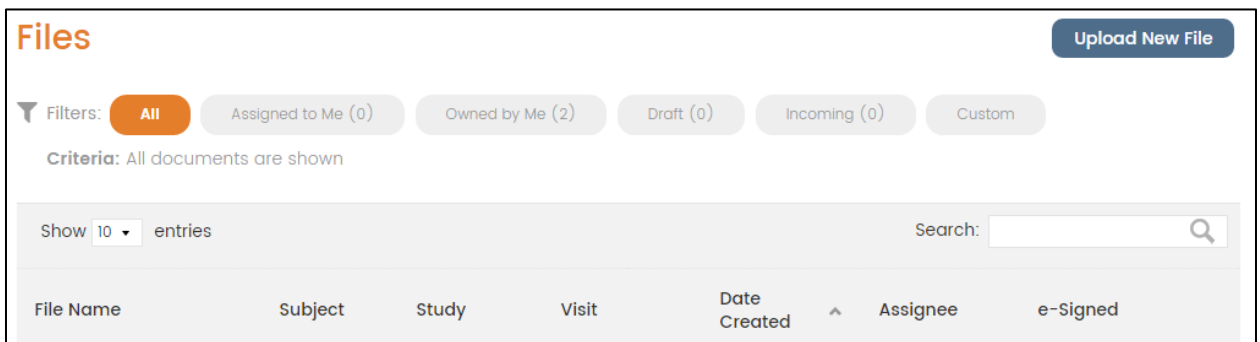 Files
Upload New File
Filters: All Assigned to Me (0) Owned by Me (2) Draft (0) Incoming (0) Custom
Criteria: All documents are shown
Show 10 entries Search:
File Name Subject Study Visit Date Created Assignee e-Signed